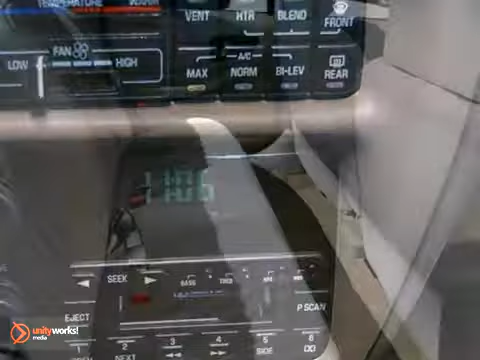 TEMPERATURE WARM
VENT HTR BLEND FRONT
FAN
LOW HIGH
A/C
MAX NORM BI-LEV REAR
SEEK
BASS TREB
EJECT P SCAN
1 2 3 4 5 6
NEXT SIDE
unityworks!
media